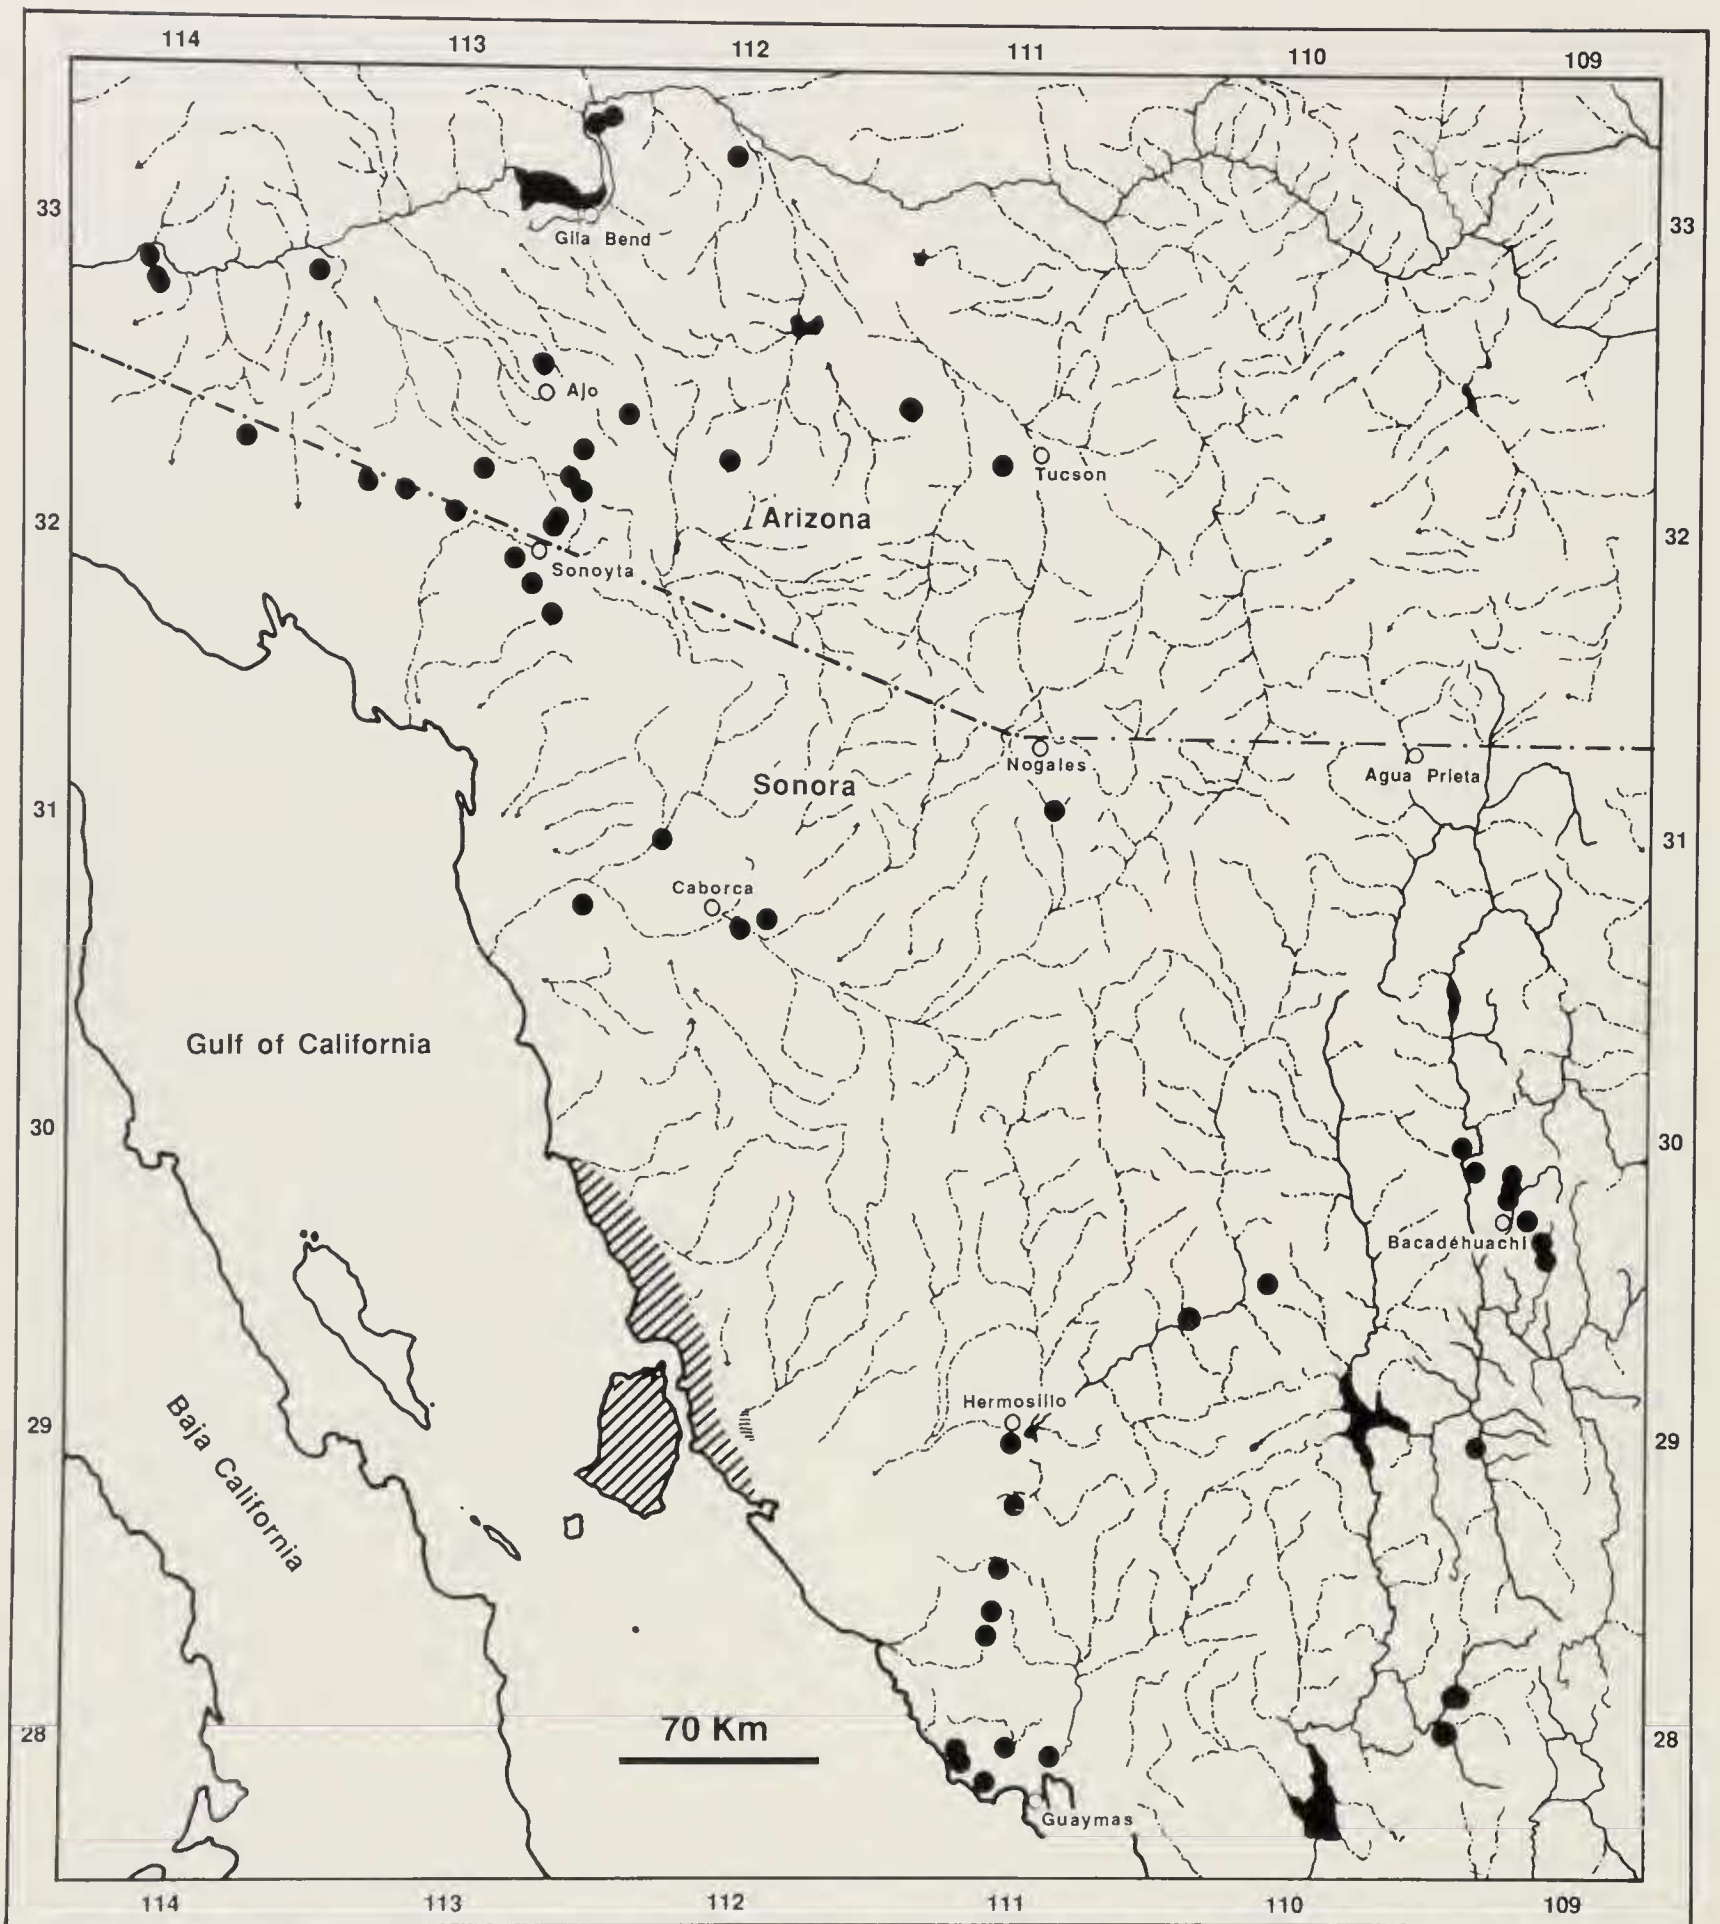 114 113 112 111 110 109
33 33
Gila Bend
Ajo
Tucson
Arizona
32 32
Sonoyta
Nogales
Agua Prieta
Sonora
31 31
Caborca
Gulf of California
30 30
Bacadéhuachi
Hermosillo
29 29
Baja California
70 Km
28 28
Guaymas
114 113 112 111 110 109